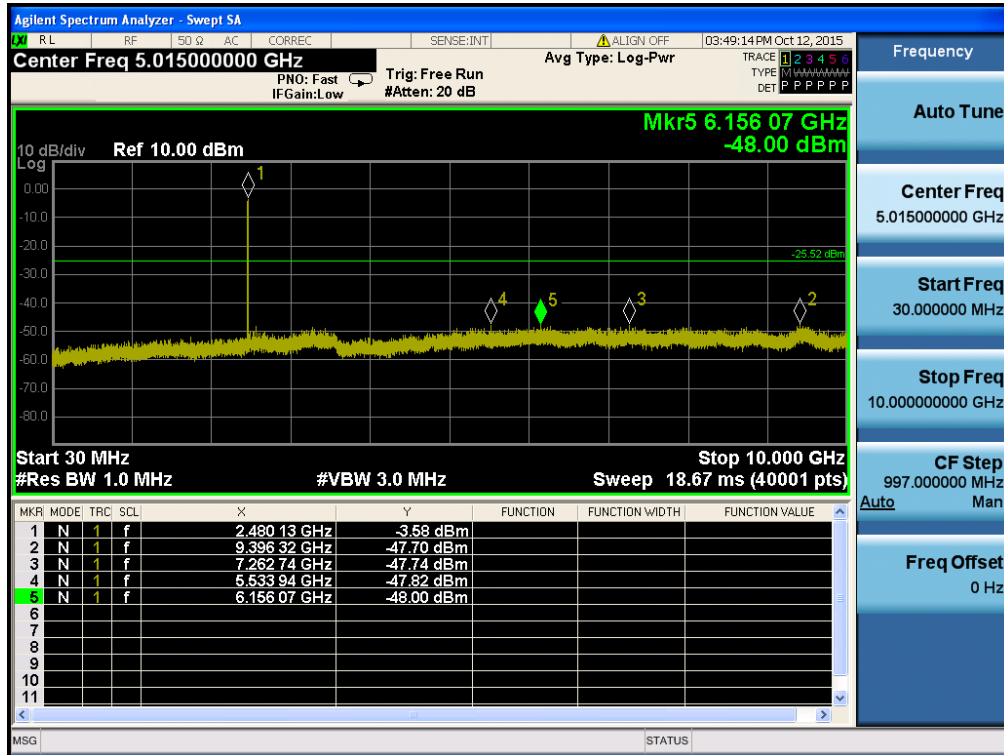 Agilent Spectrum Analyzer - Swept SA
LXI RL RF 50 Ω AC CORREC SENSE:INT ALIGN OFF 03:49:14 PM Oct 12, 2015
Center Freq 5.015000000 GHz
PNO: Fast
IFGain:Low
Trig: Free Run
#Atten: 20 dB
Avg Type: Log-Pwr
TRACE 1 2 3 4 5 6
TYPE M WWWWW
DET P P P P P P
Mkr5 6.156 07 GHz
-48.00 dBm
10 dB/div Ref 10.00 dBm
Log
0.00
-10.0
-20.0
-30.0
-40.0
-50.0
-60.0
-70.0
-80.0
1
-25.52 dBm
4
5
3
2
Start 30 MHz Stop 10.000 GHz
#Res BW 1.0 MHz #VBW 3.0 MHz Sweep 18.67 ms (40001 pts)
MKR MODE TRC SCL X Y FUNCTION FUNCTION WIDTH FUNCTION VALUE
1 N 1 f 2.480 13 GHz -3.58 dBm
2 N 1 f 9.396 32 GHz -47.70 dBm
3 N 1 f 7.262 74 GHz -47.74 dBm
4 N 1 f 5.533 94 GHz -47.82 dBm
5 N 1 f 6.156 07 GHz -48.00 dBm
6
7
8
9
10
11
MSG STATUS
Frequency
Auto Tune
Center Freq
5.015000000 GHz
Start Freq
30.000000 MHz
Stop Freq
10.000000000 GHz
CF Step
997.000000 MHz
Auto Man
Freq Offset
0 Hz